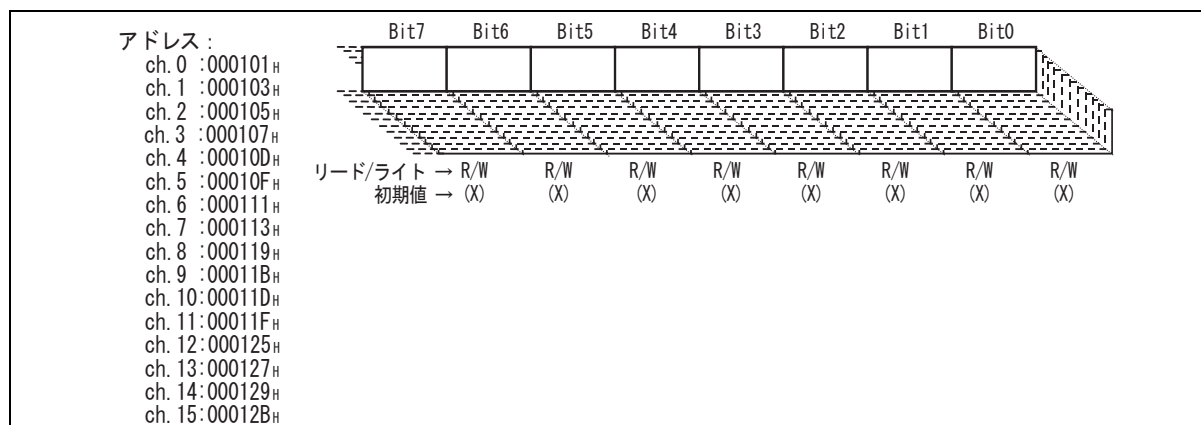 アドレス:
ch.0 :000101H
ch.1 :000103H
ch.2 :000105H
ch.3 :000107H
ch.4 :00010DH
ch.5 :00010FH
ch.6 :000111H
ch.7 :000113H
ch.8 :000119H
ch.9 :00011BH
ch.10:00011DH
ch.11:00011FH
ch.12:000125H
ch.13:000127H
ch.14:000129H
ch.15:00012BH
Bit7 Bit6 Bit5 Bit4 Bit3 Bit2 Bit1 Bit0
リード/ライト → R/W R/W R/W R/W R/W R/W R/W R/W
初期値 → (X) (X) (X) (X) (X) (X) (X) (X)